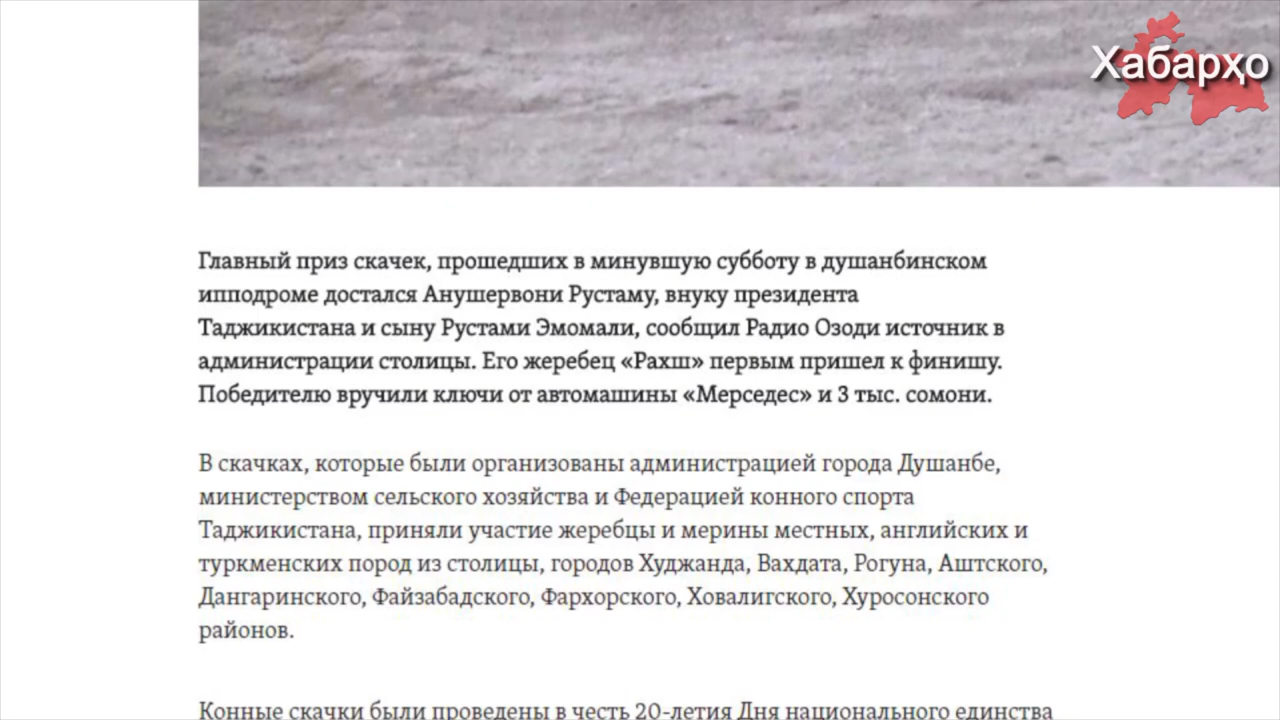 Хабарҳо
Главный приз скачек, прошедших в минувшую субботу в душанбинском
ипподроме достался Анушервони Рустаму, внуку президента
Таджикистана и сыну Рустами Эмомали, сообщил Радио Озоди источник в
администрации столицы. Его жеребец «Рахш» первым пришел к финишу.
Победителю вручили ключи от автомашины «Мерседес» и 3 тыс. сомони.
В скачках, которые были организованы администрацией города Душанбе,
министерством сельского хозяйства и Федерацией конного спорта
Таджикистана, приняли участие жеребцы и мерины местных, английских и
туркменских пород из столицы, городов Худжанда, Вахдата, Рогуна, Аштского,
Дангаринского, Файзабадского, Фархорского, Ховалигского, Хуросонского
районов.
Конные скачки были проведены в честь 20-летия Дня национального единства